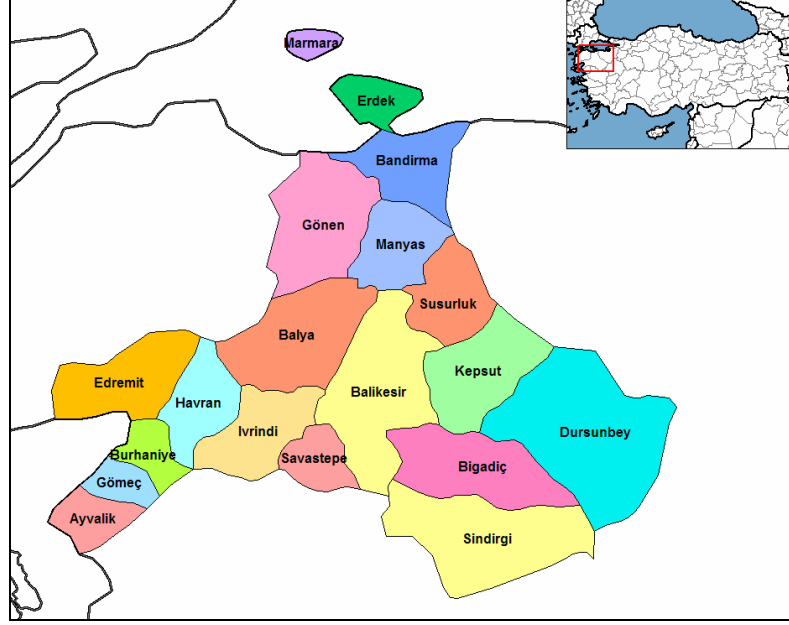 Marmara
Erdek
Bandirma
Gönen
Manyas
Susurluk
Balya
Kepsut
Edremit
Balikesir
Havran
Ivrindi
Dursunbey
Burhaniye
Savastepe
Bigadiç
Gömeç
Ayvalik
Sindirgi